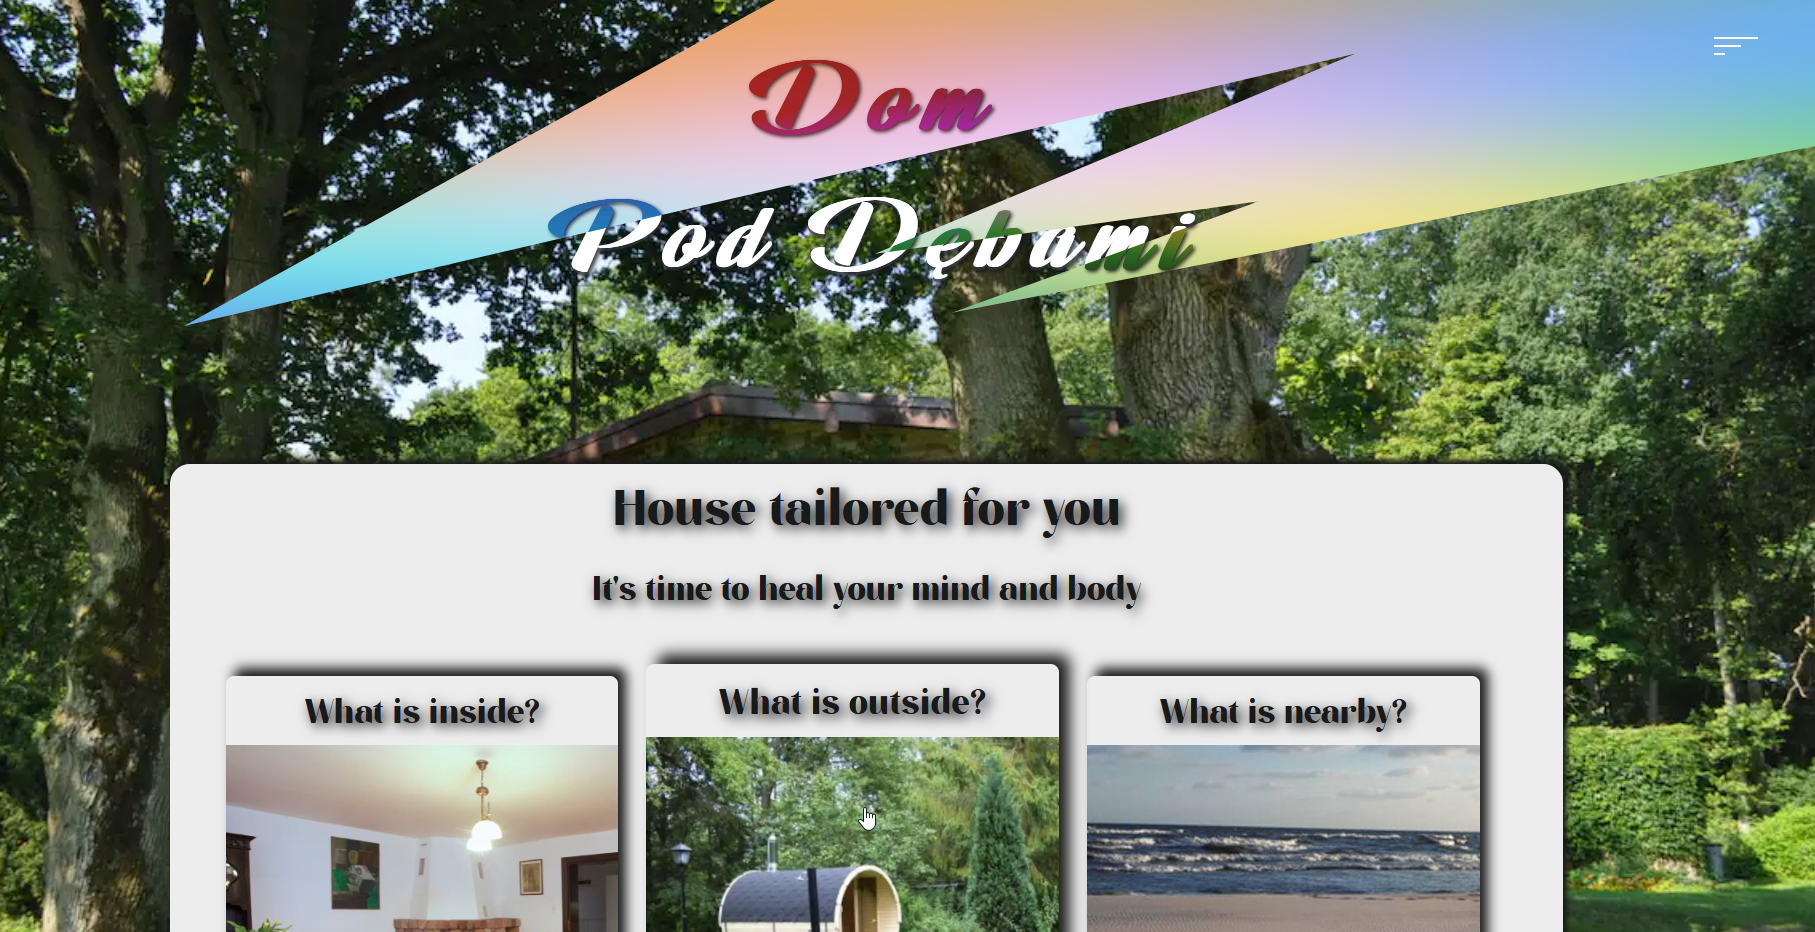 Dom
Pod Dębami
House tailored for you
It's time to heal your mind and body
What is inside?
What is outside?
What is nearby?